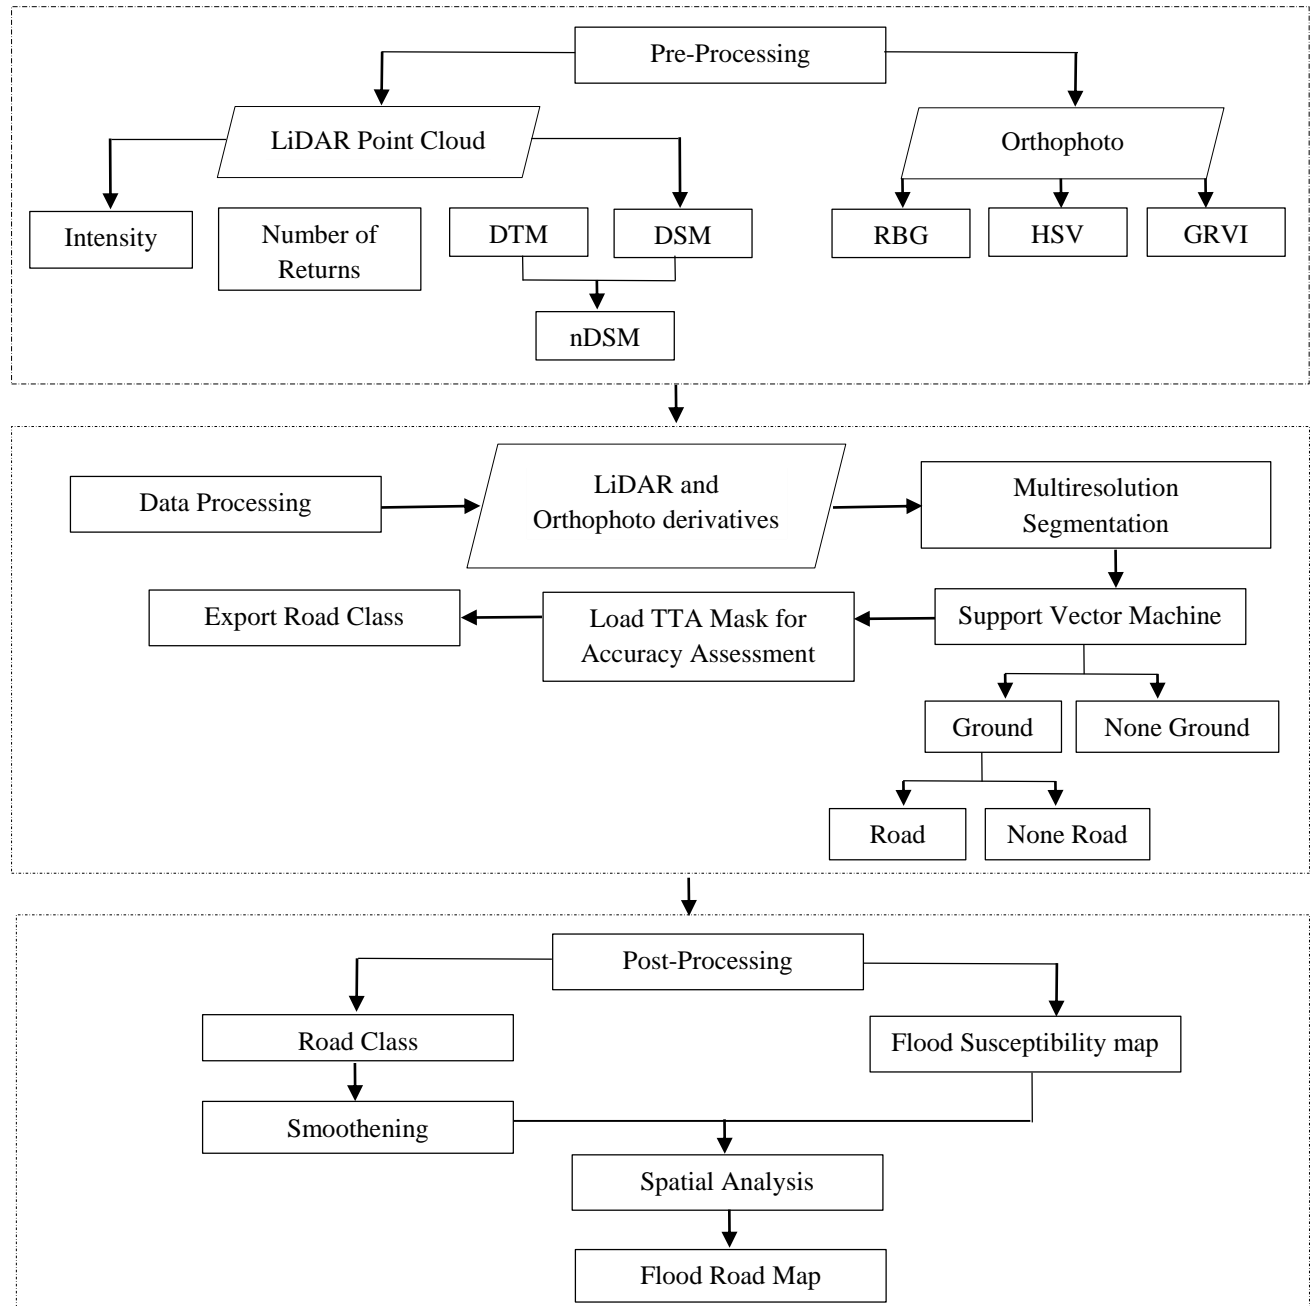 Pre-Processing
LiDAR Point Cloud
Orthophoto
Intensity
Number of
Returns
DTM
DSM
RBG
HSV
GRVI
nDSM
Data Processing
LiDAR and
Orthophoto derivatives
Multiresolution
Segmentation
Export Road Class
Load TTA Mask for
Accuracy Assessment
Support Vector Machine
Ground
None Ground
Road
None Road
Post-Processing
Road Class
Flood Susceptibility map
Smoothening
Spatial Analysis
Flood Road Map